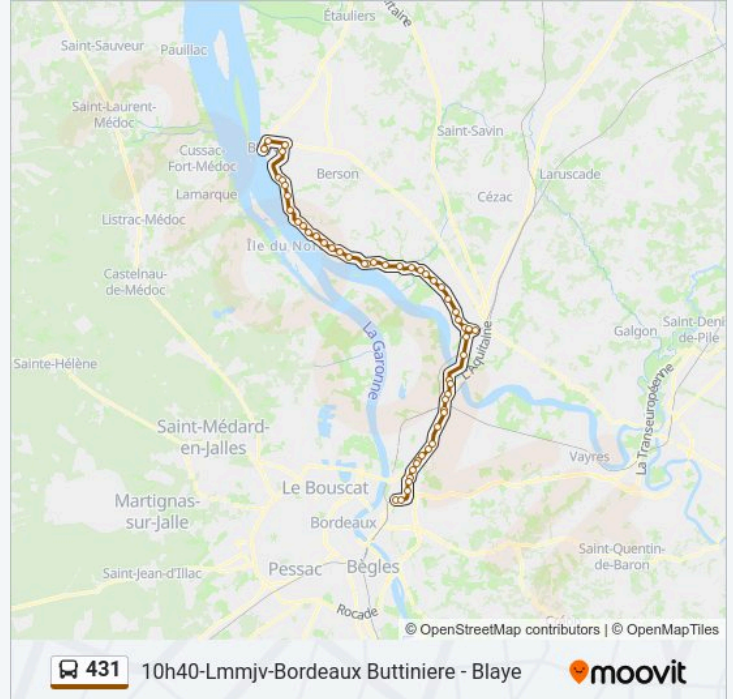 Étauliers
Saint-Sauveur
Pauillac
Saint-Laurent-
Médoc
Saint-Savin
Cussac-
Fort-Médoc
Berson
Laruscade
Lamarque
Cézac
Listrac-Médoc
Île du Nor
Castelnau-
de-Médoc
La Garonne
L'Aquitaine
Galgon
Saint-Deni
de-Pile
Sainte-Hélène
La Transeuropéenne
Saint-Médard-
en-Jalles
Vayres
Le Bouscat
Martignas-
sur-Jalle
Bordeaux
Saint-Quentin-
de-Baron
Saint-Jean-d'Illac
Pessac
Bègles
Rocade
© OpenStreetMap contributors | © OpenMapTiles
431
10h40-Lmmjv-Bordeaux Buttiniere - Blaye
moovit